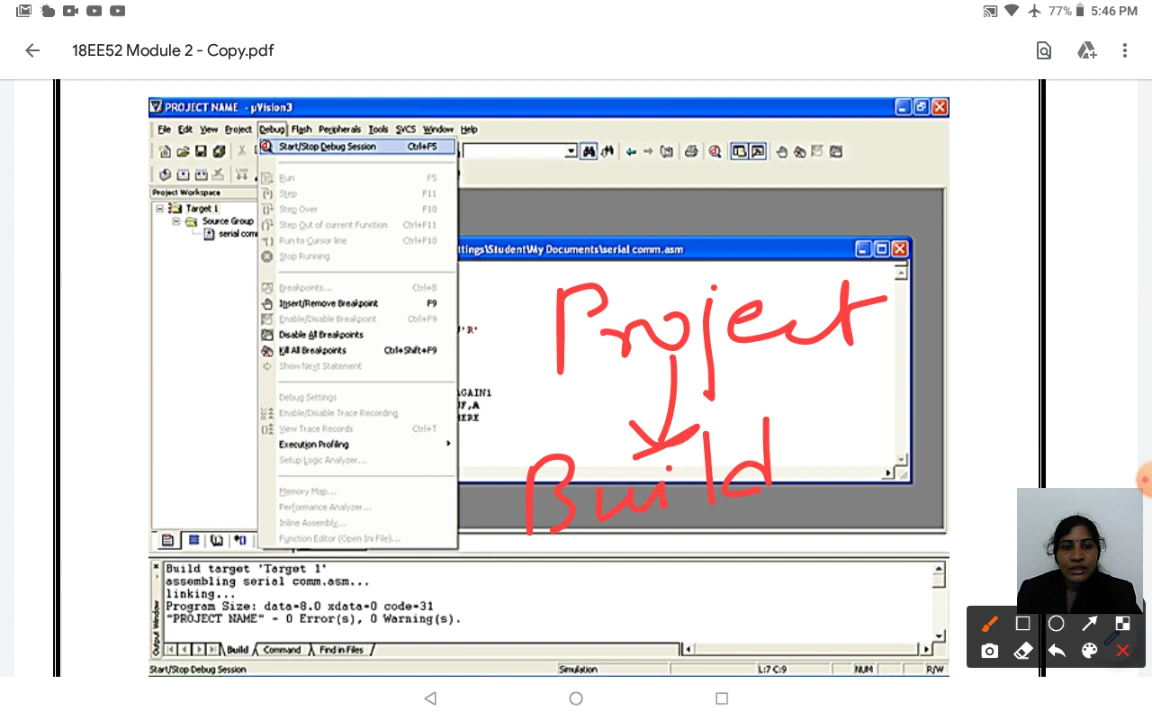 77% 5:46 PM
18EE52 Module 2 - Copy.pdf
PROJECT NAME - µVision3
File Edit View Project Debug Flash Peripherals Tools SVCS Window Help
Start/Stop Debug Session Ctrl+F5
Run F5
Step F11
Step Over F10
Step Out of current Function Ctrl+F11
Run to Cursor line Ctrl+F10
Stop Running
Breakpoints... Ctrl+B
Insert/Remove Breakpoint F9
Enable/Disable Breakpoint Ctrl+F9
Disable All Breakpoints
Kill All Breakpoints Ctrl+Shift+F9
Show Next Statement
Debug Settings
Enable/Disable Trace Recording
View Trace Records Ctrl+T
Execution Profiling
Setup Logic Analyzer...
Memory Map...
Performance Analyzer...
Inline Assembly...
Function Editor (Open Ini File)...
Project Workspace
Target 1
Source Group
serial com
ttings\Student\My Documents\serial comm.asm
'R'
AGAIN1
0F,A
HERE
Project
Build
Build target 'Target 1'
assembling serial comm.asm...
linking...
Program Size: data=8.0 xdata=0 code=31
"PROJECT NAME" - 0 Error(s), 0 Warning(s).
Output Window
Build Command Find in Files
Start/Stop Debug Session Simulation L:7 C:9 NUM R/W